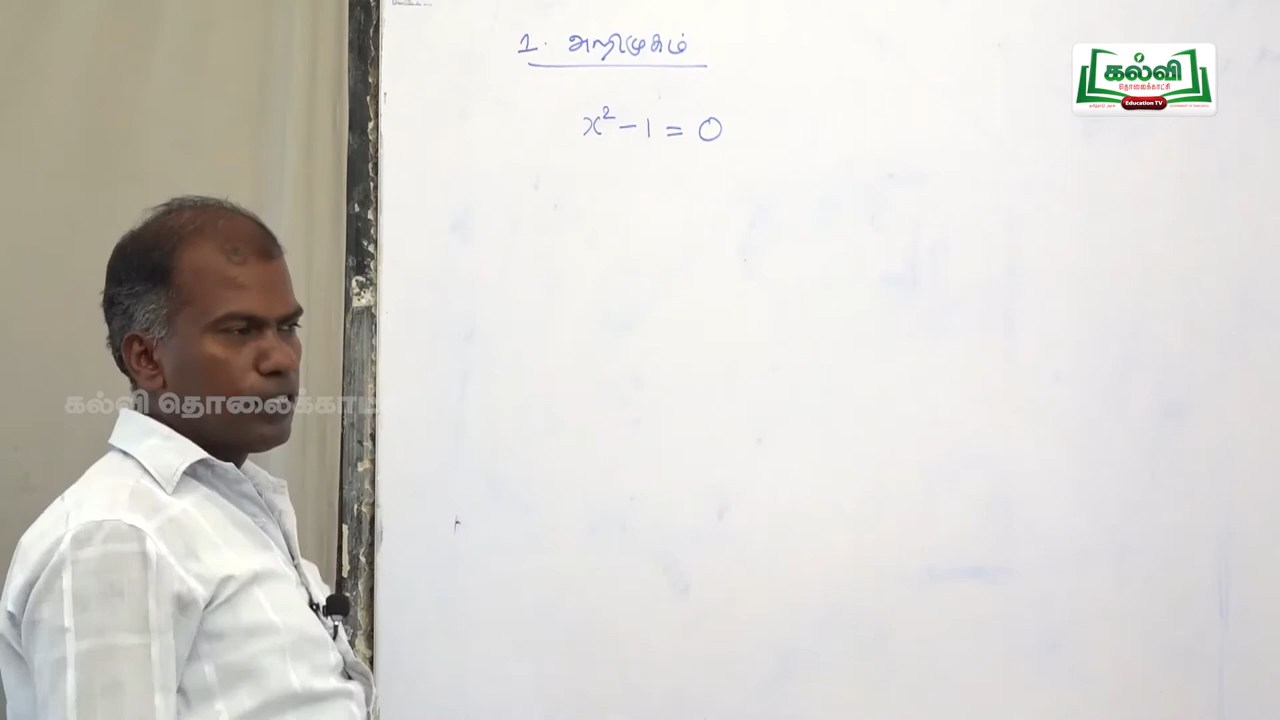 1. அறிமுகம்
x² – 1 = 0
கல்வி
தொலைக்காட்சி
Education TV
கல்வி தொலைக்காட்